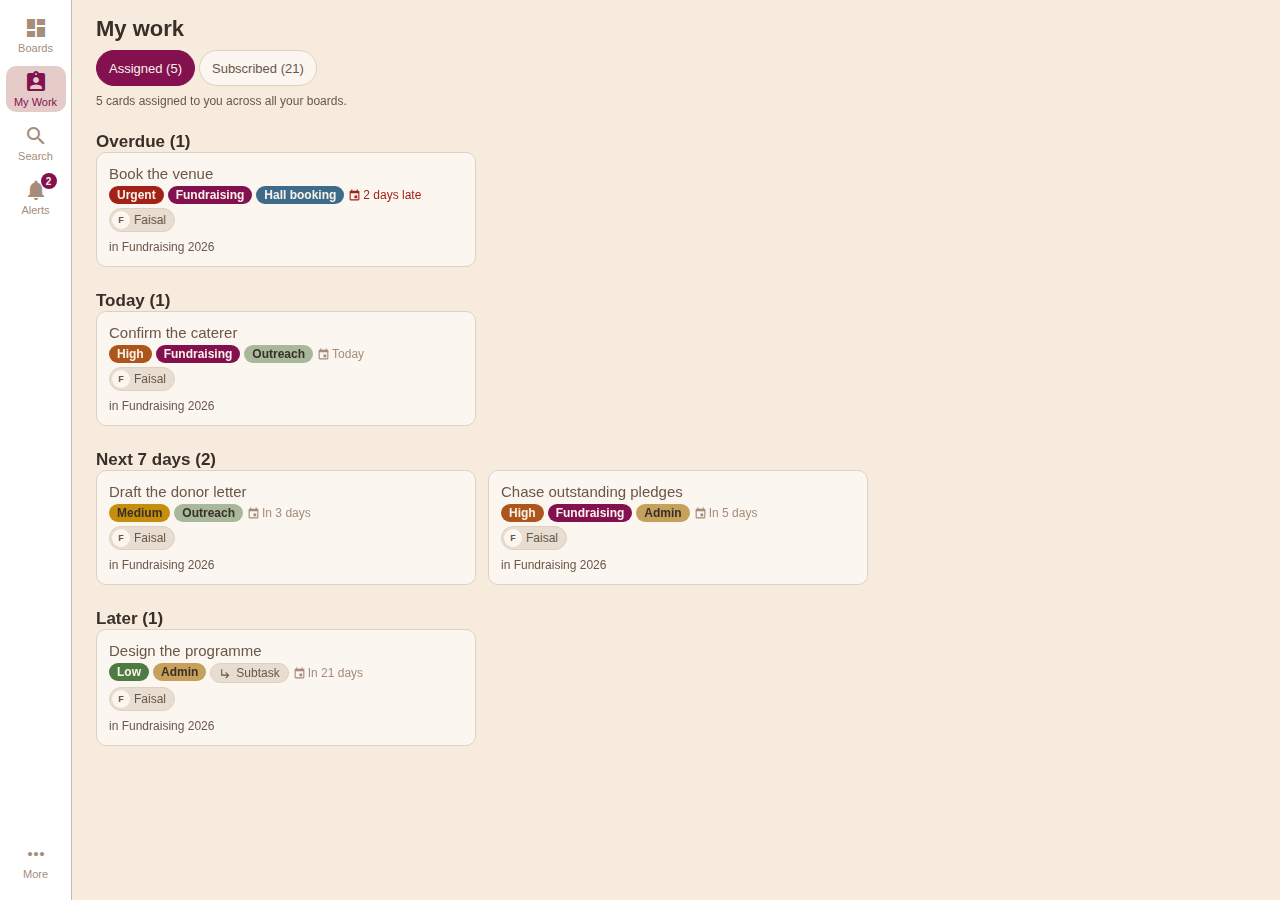 Boards
My Work
Search
2
Alerts
More
My work
Assigned (5) Subscribed (21)
5 cards assigned to you across all your boards.
Overdue (1)
Book the venue
Urgent Fundraising Hall booking 2 days late
F Faisal
in Fundraising 2026
Today (1)
Confirm the caterer
High Fundraising Outreach Today
F Faisal
in Fundraising 2026
Next 7 days (2)
Draft the donor letter
Medium Outreach In 3 days
F Faisal
in Fundraising 2026
Chase outstanding pledges
High Fundraising Admin In 5 days
F Faisal
in Fundraising 2026
Later (1)
Design the programme
Low Admin Subtask In 21 days
F Faisal
in Fundraising 2026